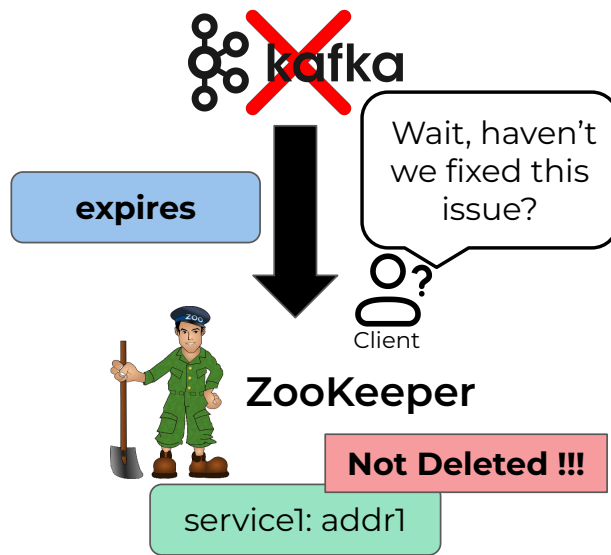 kafka
Wait, haven't
we fixed this
issue?
expires
Client
ZOO
ZooKeeper
Not Deleted !!!
service1: addr1